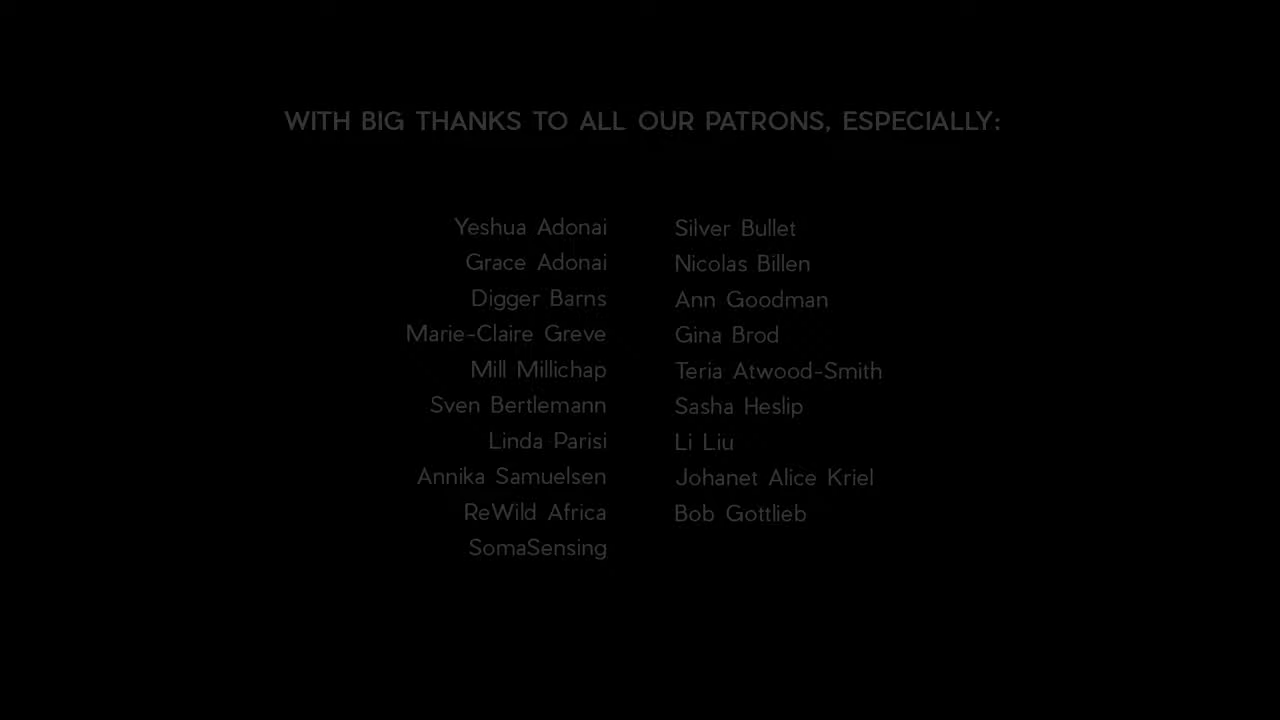 WITH BIG THANKS TO ALL OUR PATRONS, ESPECIALLY:
Yeshua Adonai
Grace Adonai
Digger Barns
Marie-Claire Greve
Mill Millichap
Sven Bertlemann
Linda Parisi
Annika Samuelsen
ReWild Africa
SomaSensing
Silver Bullet
Nicolas Billen
Ann Goodman
Gina Brod
Teria Atwood-Smith
Sasha Heslip
Li Liu
Johanet Alice Kriel
Bob Gottlieb